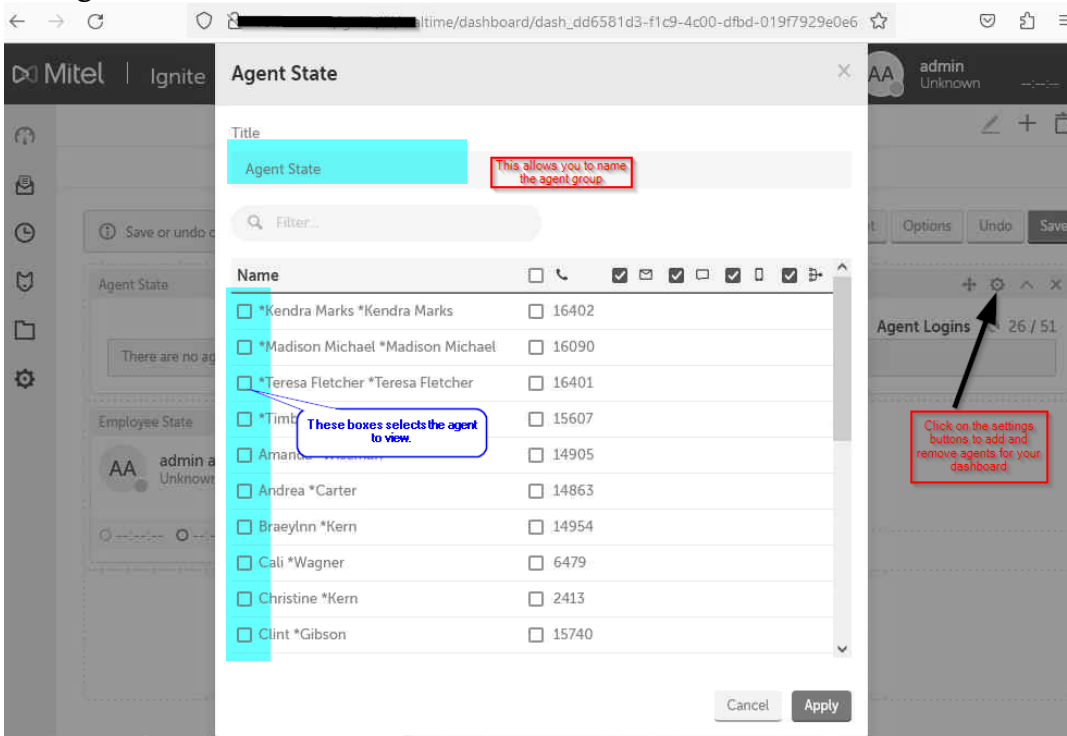 altime/dashboard/dash_dd6581d3-f1c9-4c00-dfbd-019f7929e0e6
Mitel | Ignite
Agent State
AA
admin
Unknown
--:--:--
Title
Agent State
This allows you to name
the agent group
Filter...
Save or undo c
Options
Undo
Save
Name
Agent State
*Kendra Marks *Kendra Marks 16402
Agent Logins 26 / 51
There are no ag
*Madison Michael *Madison Michael 16090
*Teresa Fletcher *Teresa Fletcher 16401
Employee State
*Timb 15607
These boxes selects the agent
to view.
Click on the settings
buttons to add and
remove agents for your
dashboard
AA
admin a
Unknown
14905
Andrea *Carter 14863
Braeylnn *Kern 14954
--:--:-- --:-
Cali *Wagner 6479
Christine *Kern 2413
Clint *Gibson 15740
Cancel
Apply